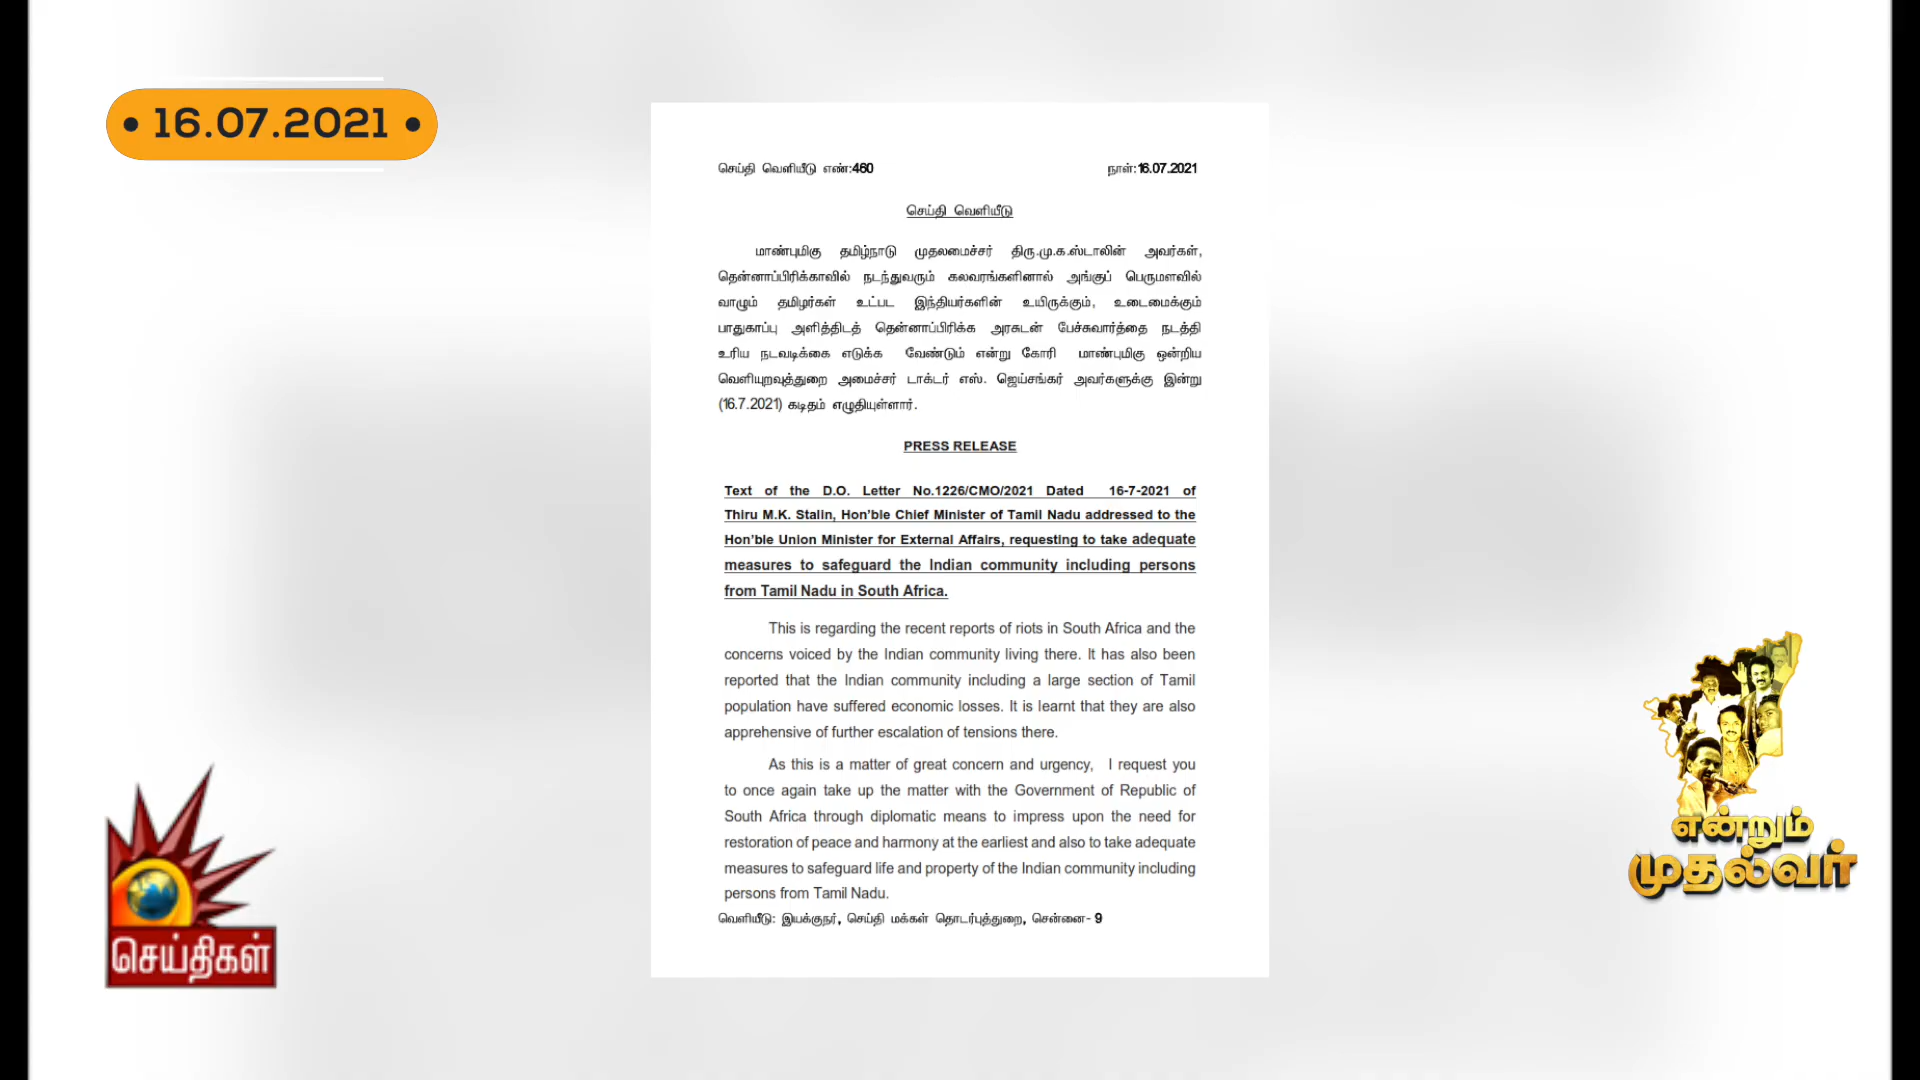 • 16.07.2021 •
செய்தி வெளியீடு எண்:460 நாள்:16.07.2021
செய்தி வெளியீடு
மாண்புமிகு தமிழ்நாடு முதலமைச்சர் திரு.மு.க.ஸ்டாலின் அவர்கள்,
தென்னாப்பிரிக்காவில் நடந்துவரும் கலவரங்களினால் அங்குப் பெருமளவில்
வாழும் தமிழர்கள் உட்பட இந்தியர்களின் உயிருக்கும், உடைமைக்கும்
பாதுகாப்பு அளித்திடத் தென்னாப்பிரிக்க அரசுடன் பேச்சுவார்த்தை நடத்தி
உரிய நடவடிக்கை எடுக்க வேண்டும் என்று கோரி மாண்புமிகு ஒன்றிய
வெளியுறவுத்துறை அமைச்சர் டாக்டர் எஸ். ஜெய்சங்கர் அவர்களுக்கு இன்று
(16.7.2021) கடிதம் எழுதியுள்ளார்.
PRESS RELEASE
Text of the D.O. Letter No.1226/CMO/2021 Dated 16-7-2021 of
Thiru M.K. Stalin, Hon'ble Chief Minister of Tamil Nadu addressed to the
Hon'ble Union Minister for External Affairs, requesting to take adequate
measures to safeguard the Indian community including persons
from Tamil Nadu in South Africa.
This is regarding the recent reports of riots in South Africa and the
concerns voiced by the Indian community living there. It has also been
reported that the Indian community including a large section of Tamil
population have suffered economic losses. It is learnt that they are also
apprehensive of further escalation of tensions there.
As this is a matter of great concern and urgency, I request you
to once again take up the matter with the Government of Republic of
South Africa through diplomatic means to impress upon the need for
restoration of peace and harmony at the earliest and also to take adequate
measures to safeguard life and property of the Indian community including
persons from Tamil Nadu.
வெளியீடு: இயக்குநர், செய்தி மக்கள் தொடர்புத்துறை, சென்னை- 9
செய்திகள்
என்றும்
முதல்வர்